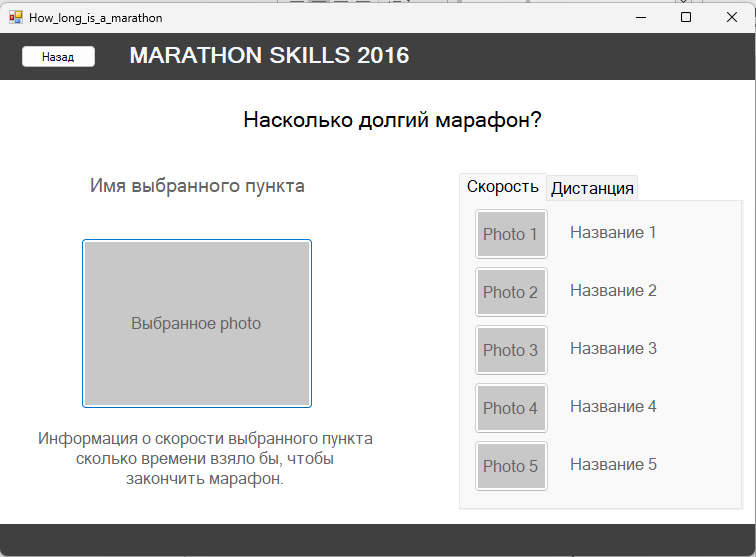 How_long_is_a_marathon
Назад
MARATHON SKILLS 2016
Насколько долгий марафон?
Имя выбранного пункта
Выбранное photo
Информация о скорости выбранного пункта
сколько времени взяло бы, чтобы
закончить марафон.
Скорость Дистанция
Photo 1 Название 1
Photo 2 Название 2
Photo 3 Название 3
Photo 4 Название 4
Photo 5 Название 5